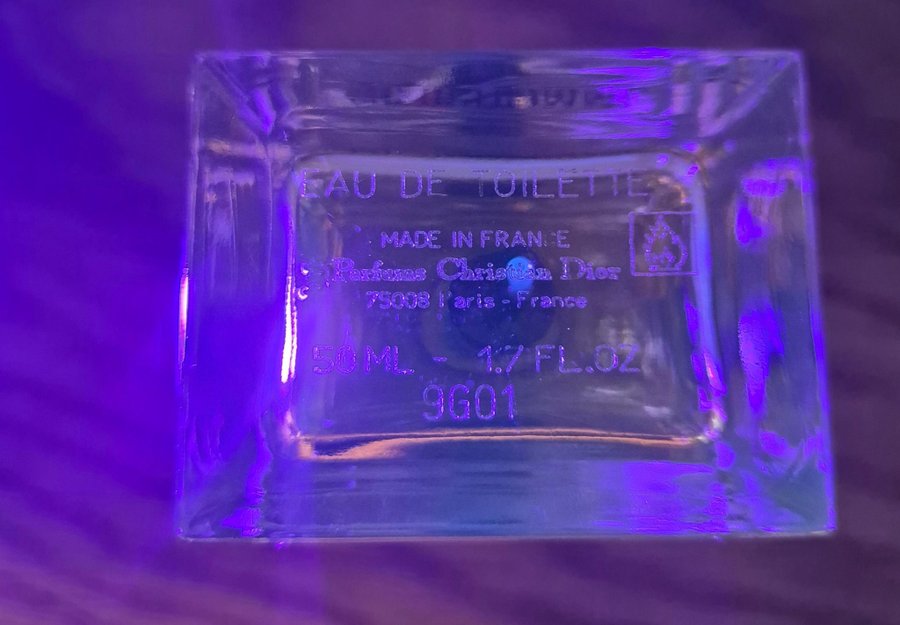 EAU DE TOILETTE
MADE IN FRANCE
Parfums Christian Dior
75008 Paris - France
50 ML - 1.7 FL.OZ
9G01